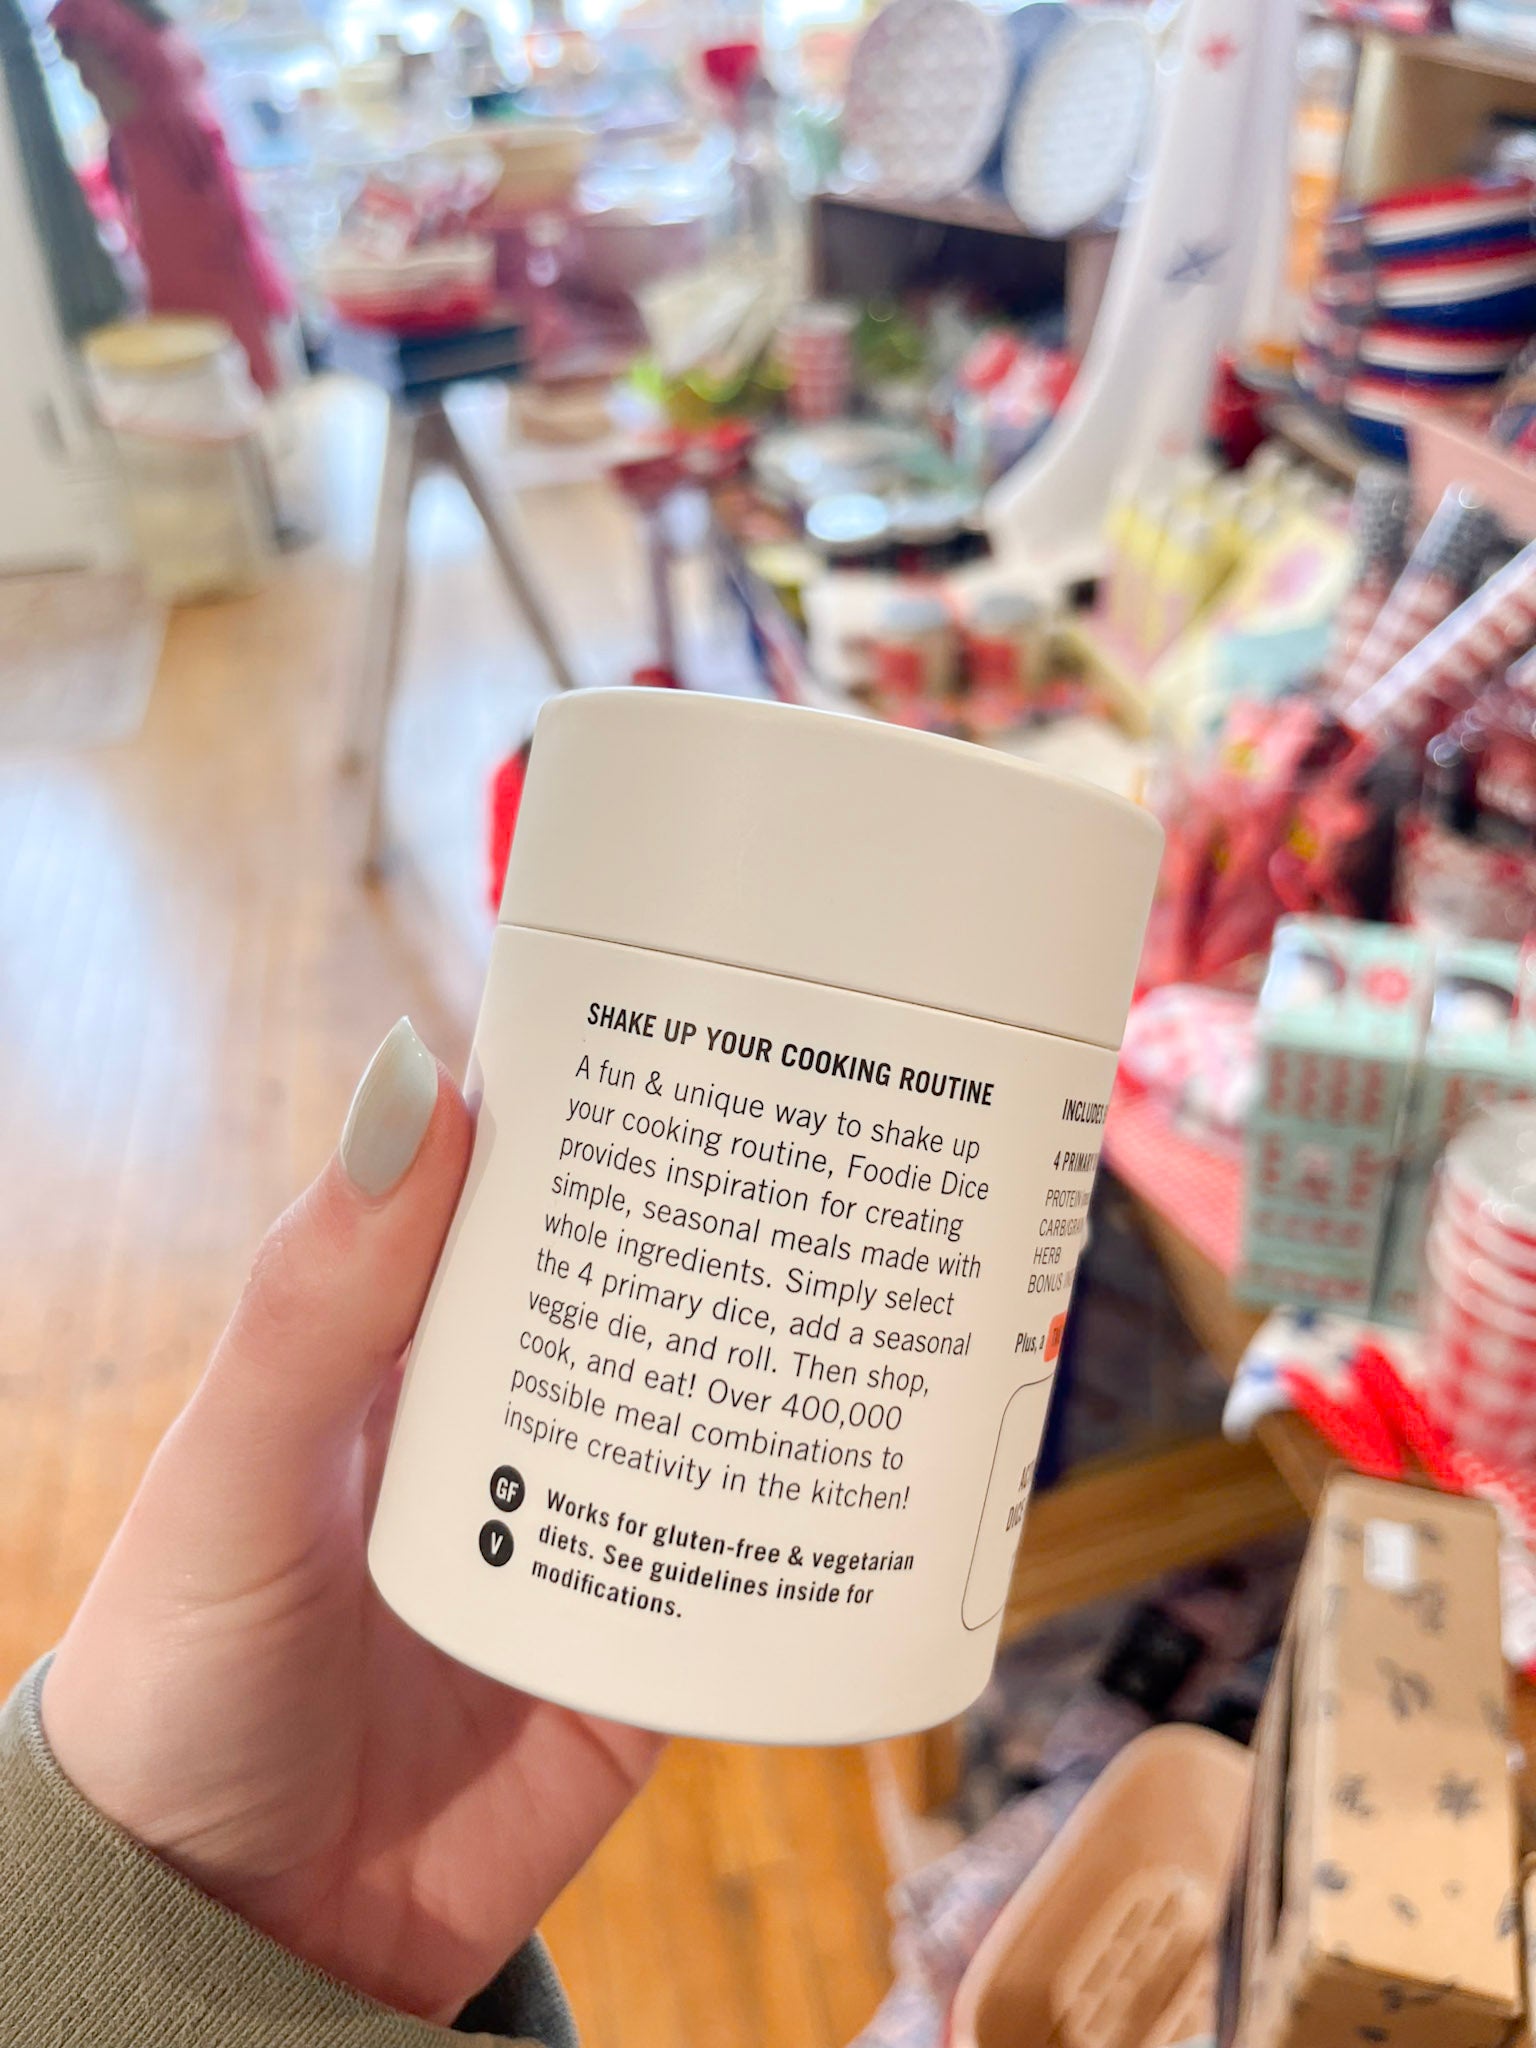 SHAKE UP YOUR COOKING ROUTINE
A fun & unique way to shake up
your cooking routine, Foodie Dice
provides inspiration for creating
simple, seasonal meals made with
whole ingredients. Simply select
the 4 primary dice, add a seasonal
veggie die, and roll. Then shop,
cook, and eat! Over 400,000
possible meal combinations to
inspire creativity in the kitchen!
GF
V
Works for gluten-free & vegetarian
diets. See guidelines inside for
modifications.
INCLUDES
4 PRIMARY
PROTEIN
CARB/GRAIN
HERB
BONUS
Plus, a